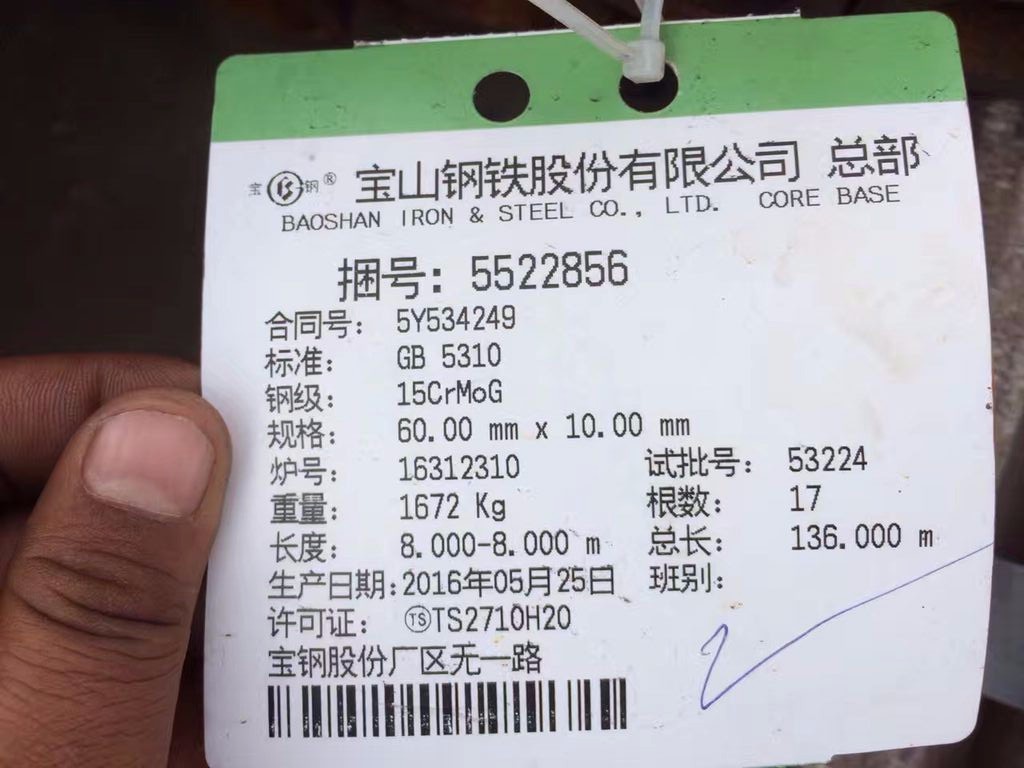 宝钢® 宝山钢铁股份有限公司 总部
BAOSHAN IRON & STEEL CO., LTD. CORE BASE
捆号: 5522856
合同号: 5Y534249
标准: GB 5310
钢级: 15CrMoG
规格: 60.00 mm x 10.00 mm
炉号: 16312310 试批号: 53224
重量: 1672 Kg 根数: 17
长度: 8.000-8.000 m 总长: 136.000 m
生产日期:2016年05月25日 班别:
许可证: TSTS2710H20
宝钢股份厂区无一路